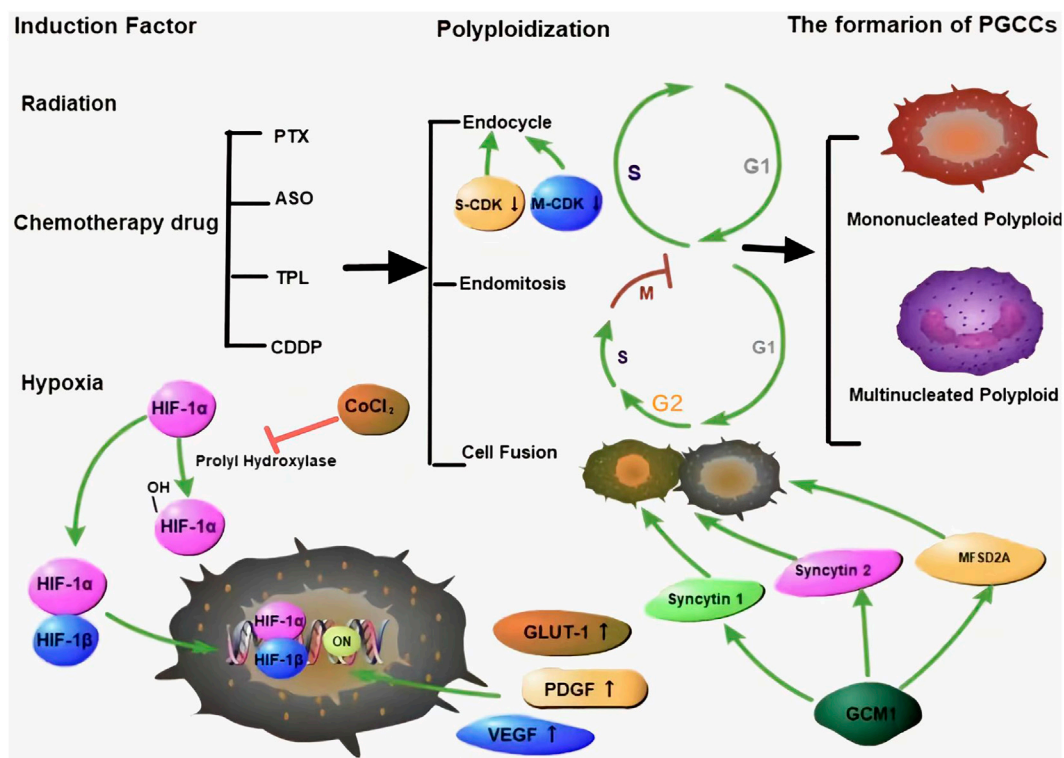 Induction Factor
Polyploidization
The formarion of PGCCs
Radiation
Chemotherapy drug
PTX
ASO
TPL
CDDP
Hypoxia
HIF-1α
CoCl₂
Prolyl Hydroxylase
OH
HIF-1α
HIF-1α
HIF-1β
HIF-1α
HIF-1β
ON
GLUT-1 ↑
PDGF ↑
VEGF ↑
Endocycle
S-CDK ↓
M-CDK ↓
Endomitosis
Cell Fusion
S
G1
M
S
G1
G2
Syncytin 1
Syncytin 2
MFSD2A
GCM1
Mononucleated Polyploid
Multinucleated Polyploid